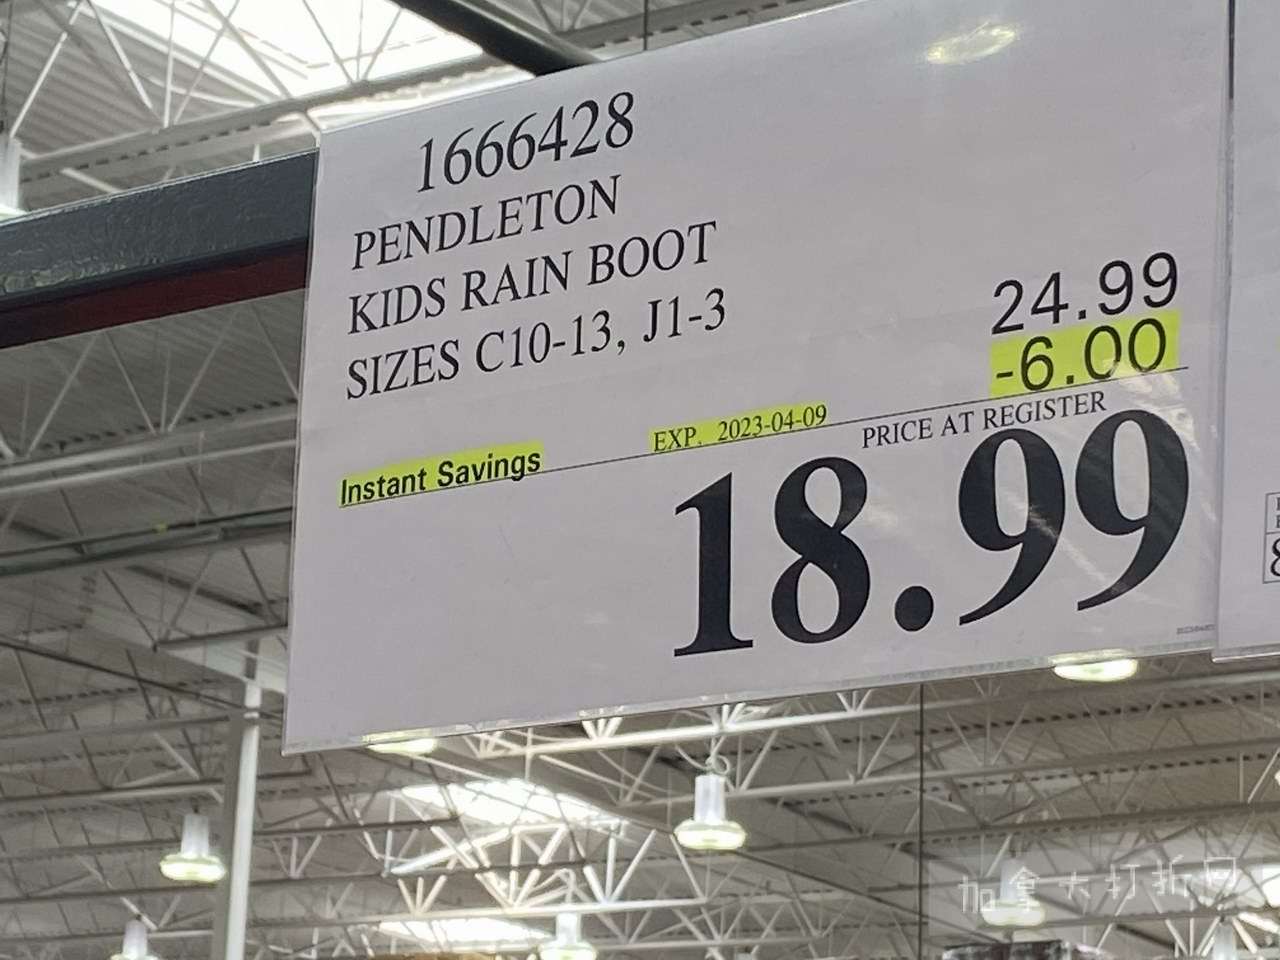 1666428
PENDLETON
KIDS RAIN BOOT
SIZES C10-13, J1-3
24.99
-6.00
Instant Savings
EXP. 2023-04-09
PRICE AT REGISTER
18.99
加拿大打折网